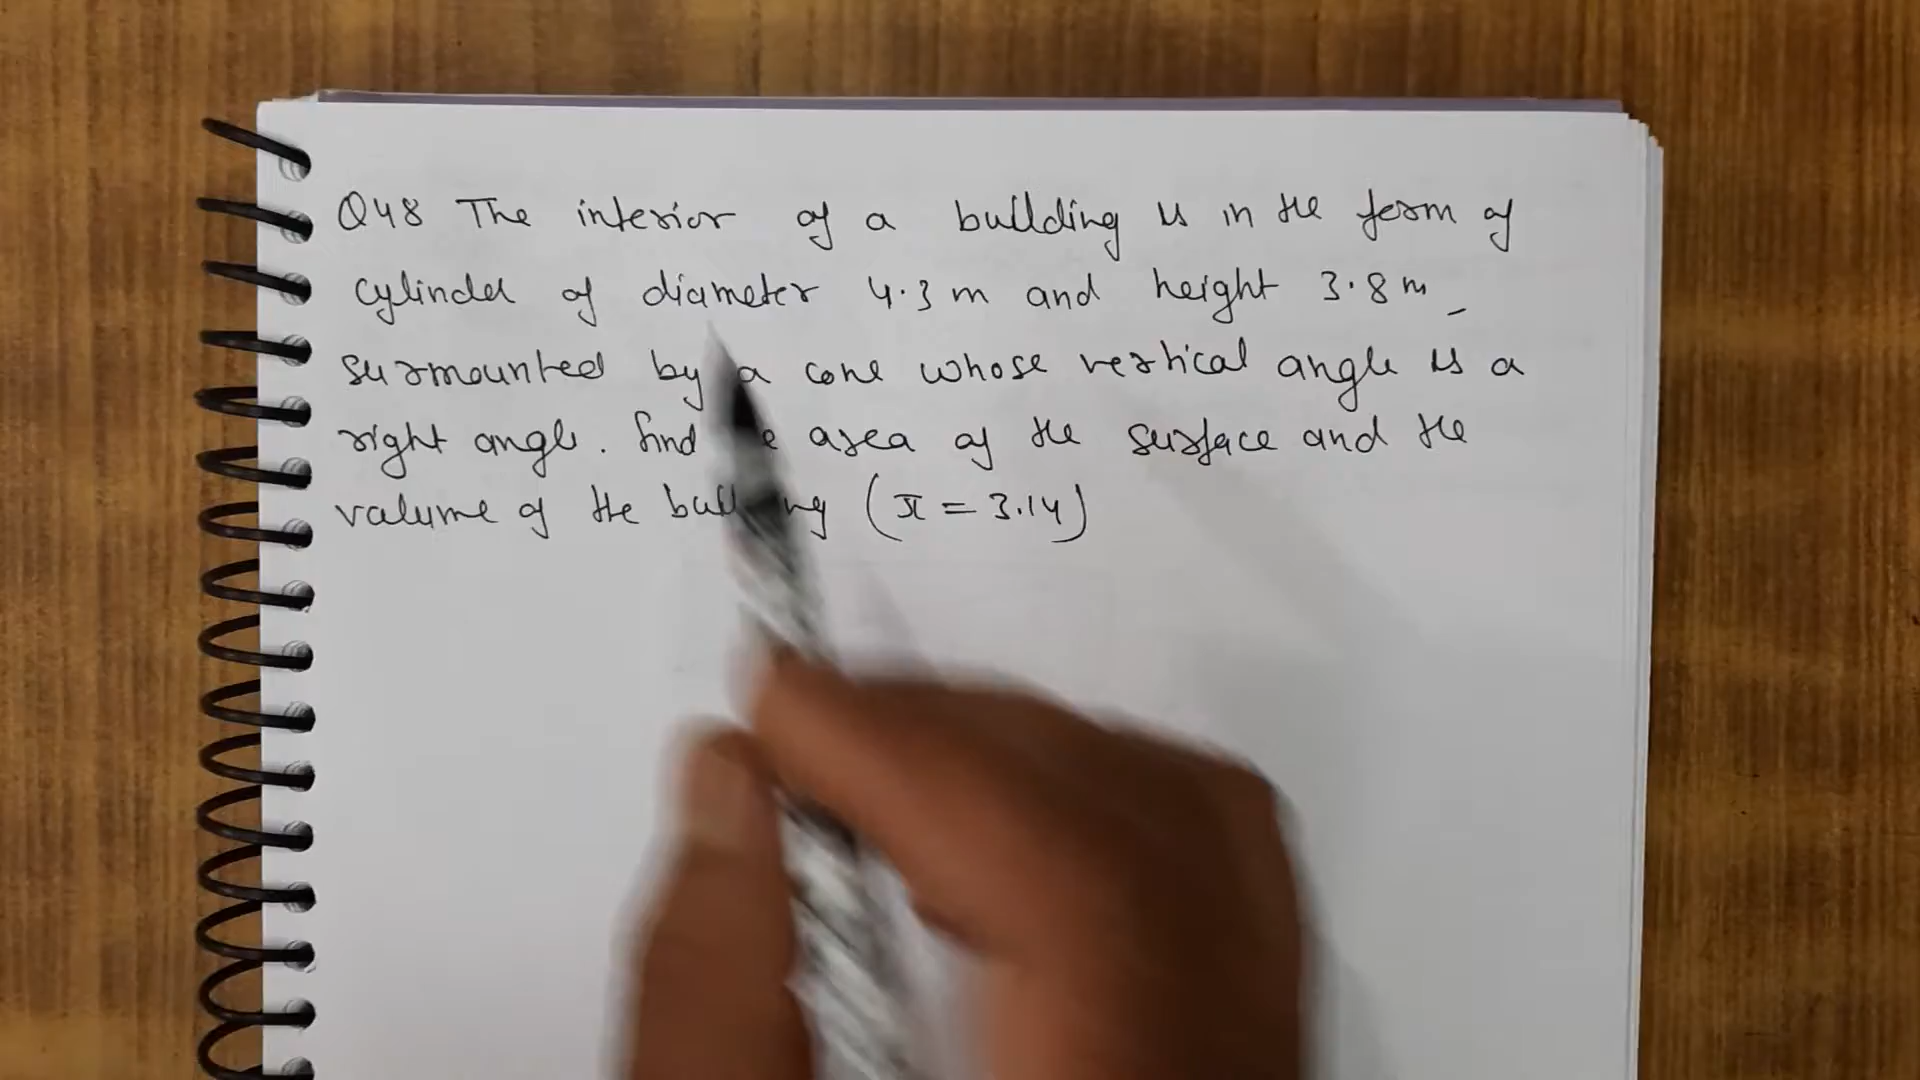 Q48 The interior of a building is in the form of
cylinder of diameter 4.3 m and height 3.8 m
surmounted by a cone whose vertical angle is a
right angle. find area of the surface and the
volume of the (π = 3.14)